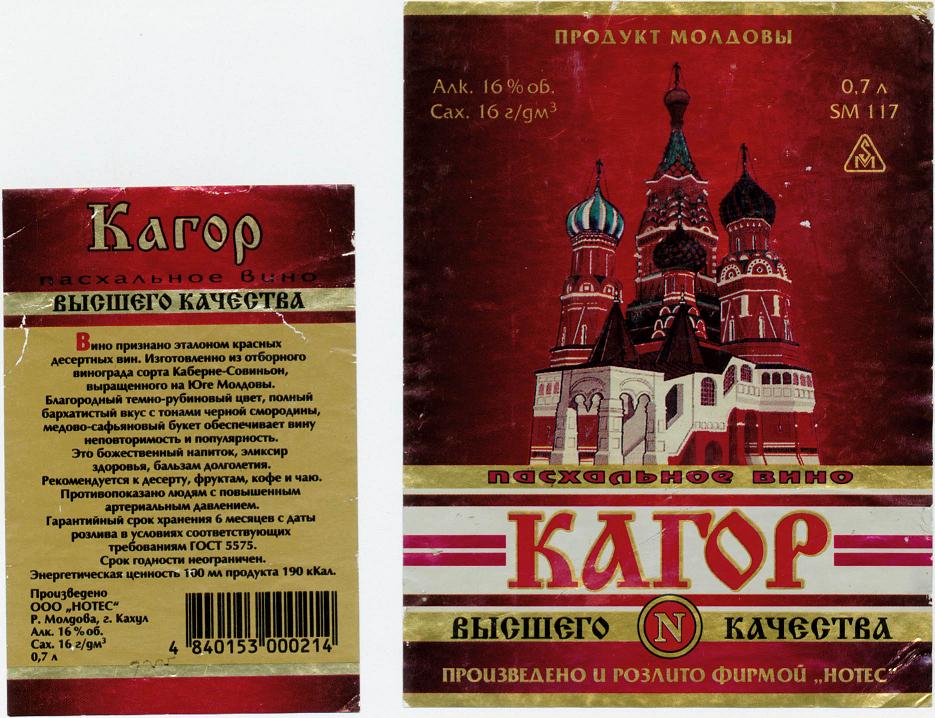 Кагор
пасхальное вино
ВЫСШЕГО КАЧЕСТВА
Вино признано эталоном красных
десертных вин. Изготовленно из отборного
винограда сорта Каберне-Совиньон,
выращенного на Юге Молдовы.
Благородный темно-рубиновый цвет, полный
бархатистый вкус с тонами черной смородины,
медово-сафьяновый букет обеспечивает вину
неповторимость и популярность.
Это божественный напиток, эликсир
здоровья, бальзам долголетия.
Рекомендуется к десерту, фруктам, кофе и чаю.
Противопоказано людям с повышенным
артериальным давлением.
Гарантийный срок хранения 6 месяцев с даты
розлива в условиях соответствующих
требованиям ГОСТ 5575.
Срок годности неограничен.
Энергетическая ценность 100 мл продукта 190 кКал.
Произведено
ООО „НОТЕС“
Р. Молдова, г. Кахул
Алк. 16 % об.
Сах. 16 г/дм³
0,7 л
4 840153 000214
ПРОДУКТ МОЛДОВЫ
Алк. 16 % об.
Сах. 16 г/дм³
0,7 л
SM 117
SM
пасхальное вино
КАГОР
ВЫСШЕГО N КАЧЕСТВА
ПРОИЗВЕДЕНО И РОЗЛИТО ФИРМОЙ „НОТЕС“